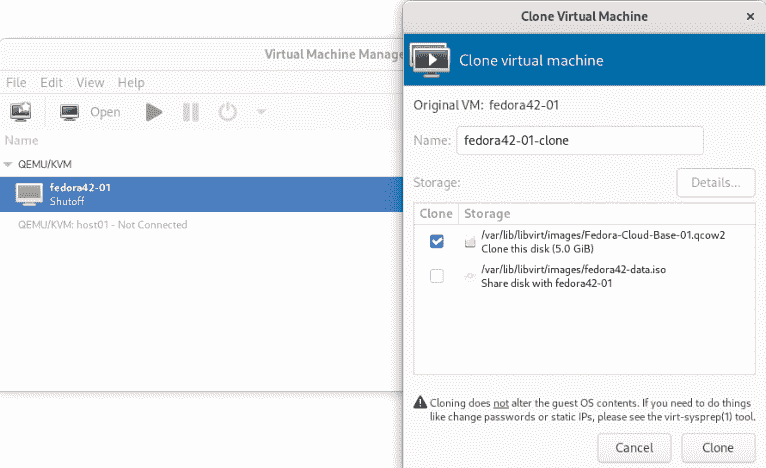 Virtual Machine Manage
File Edit View Help
Open
Name
QEMU/KVM
fedora42-01
Shutoff
QEMU/KVM: host01 - Not Connected
Clone Virtual Machine
Clone virtual machine
Original VM: fedora42-01
Name: fedora42-01-clone
Storage: Details...
Clone Storage
/var/lib/libvirt/images/Fedora-Cloud-Base-01.qcow2
Clone this disk (5.0 GiB)
/var/lib/libvirt/images/fedora42-data.iso
Share disk with fedora42-01
Cloning does not alter the guest OS contents. If you need to do things
like change passwords or static IPs, please see the virt-sysprep(1) tool.
Cancel Clone